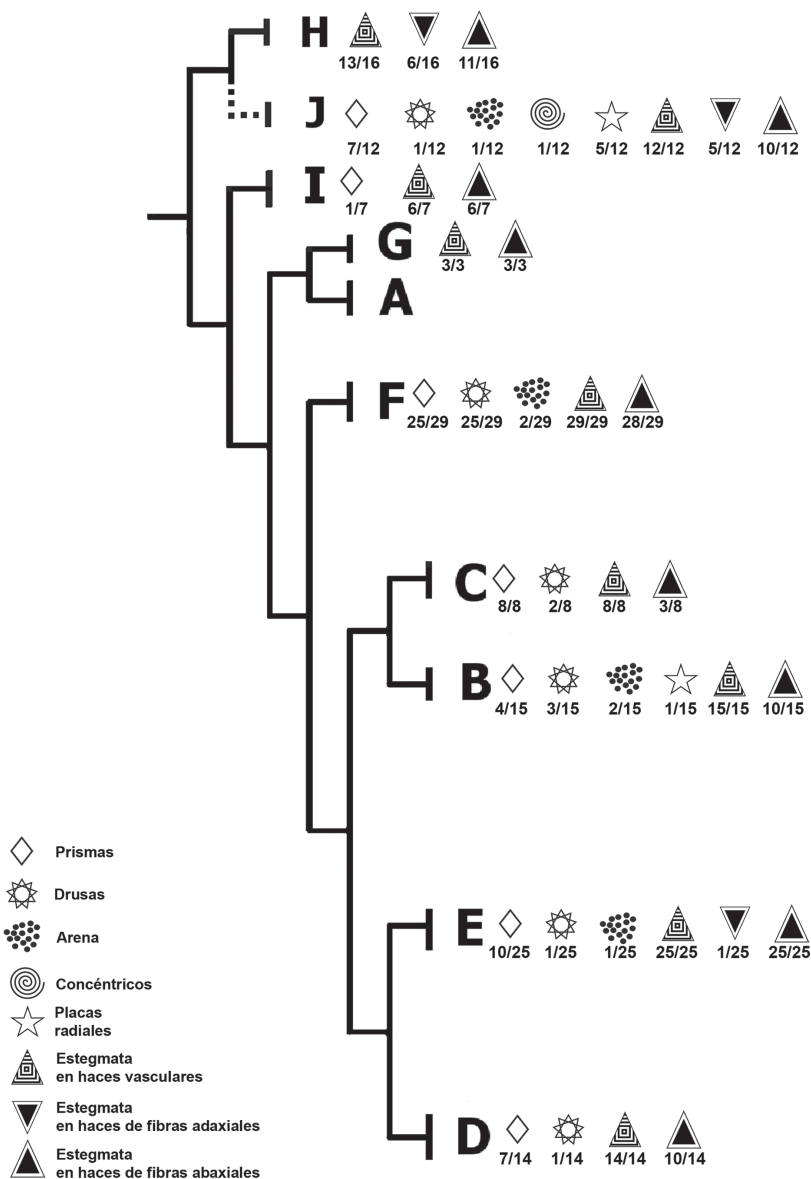 H
13/16 6/16 11/16
J
7/12 1/12 1/12 1/12 5/12 12/12 5/12 10/12
I
1/7 6/7 6/7
G
3/3 3/3
A
F
25/29 25/29 2/29 29/29 28/29
C
8/8 2/8 8/8 3/8
B
4/15 3/15 2/15 1/15 15/15 10/15
E
10/25 1/25 1/25 25/25 1/25 25/25
D
7/14 1/14 14/14 10/14
Prismas
Drusas
Arena
Concéntricos
Placas
radiales
Estegmata
en haces vasculares
Estegmata
en haces de fibras adaxiales
Estegmata
en haces de fibras abaxiales